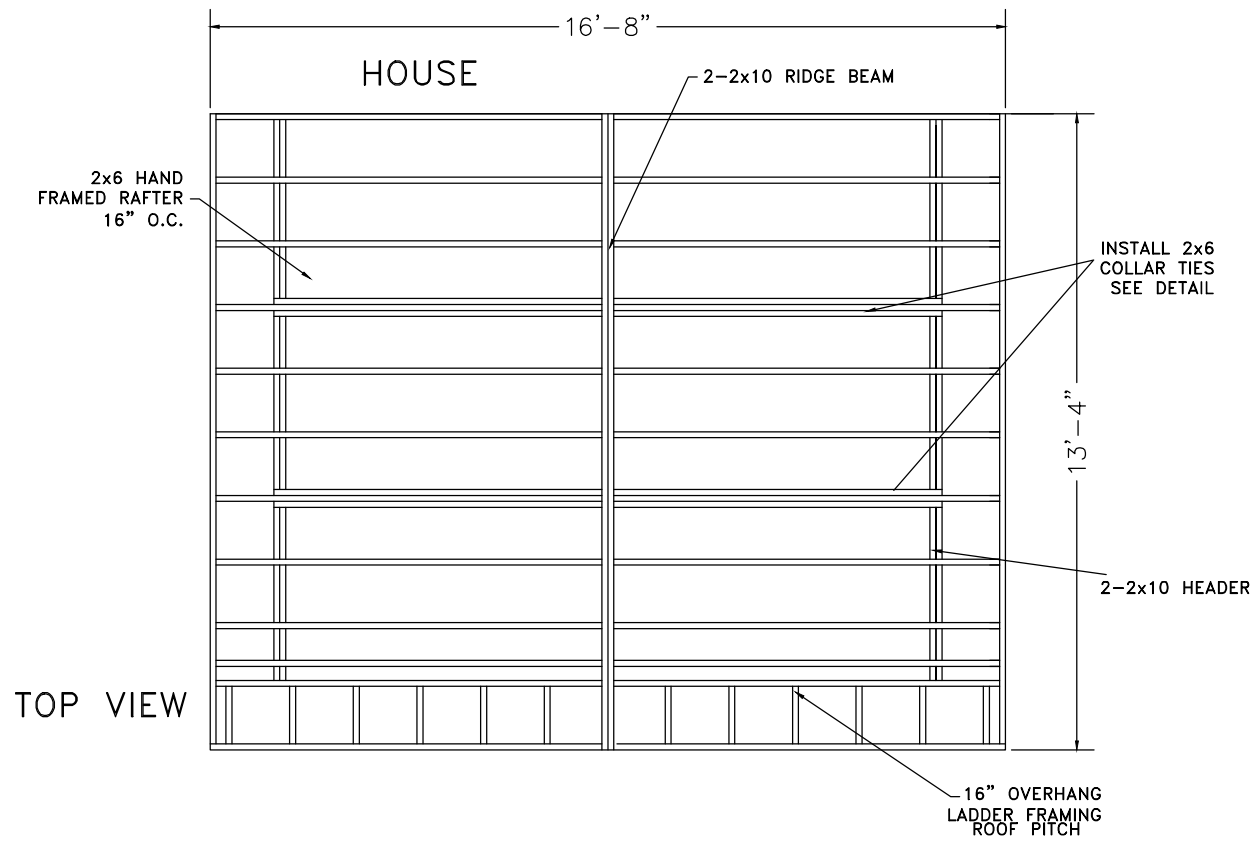 16'-8"
HOUSE
2-2x10 RIDGE BEAM
2x6 HAND
FRAMED RAFTER
16" O.C.
INSTALL 2x6
COLLAR TIES
SEE DETAIL
13'-4"
2-2x10 HEADER
TOP VIEW
16" OVERHANG
LADDER FRAMING
ROOF PITCH